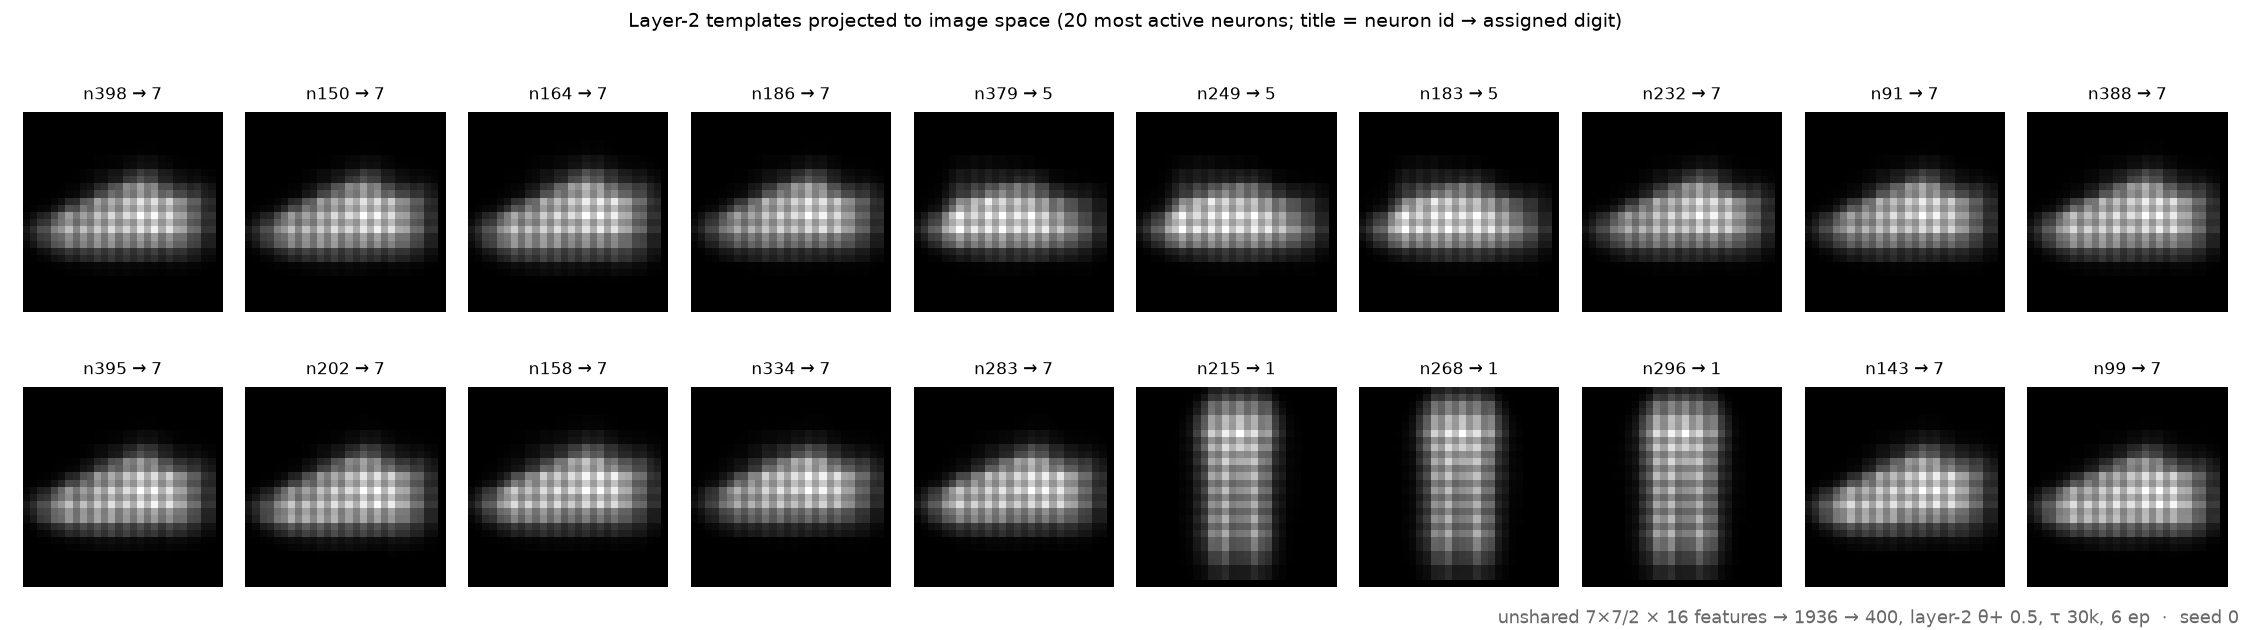 Layer-2 templates projected to image space (20 most active neurons; title = neuron id → assigned digit)
n398 → 7 n150 → 7 n164 → 7 n186 → 7 n379 → 5 n249 → 5 n183 → 5 n232 → 7 n91 → 7 n388 → 7
n395 → 7 n202 → 7 n158 → 7 n334 → 7 n283 → 7 n215 → 1 n268 → 1 n296 → 1 n143 → 7 n99 → 7
unshared 7×7/2 × 16 features → 1936 → 400, layer-2 θ+ 0.5, τ 30k, 6 ep · seed 0